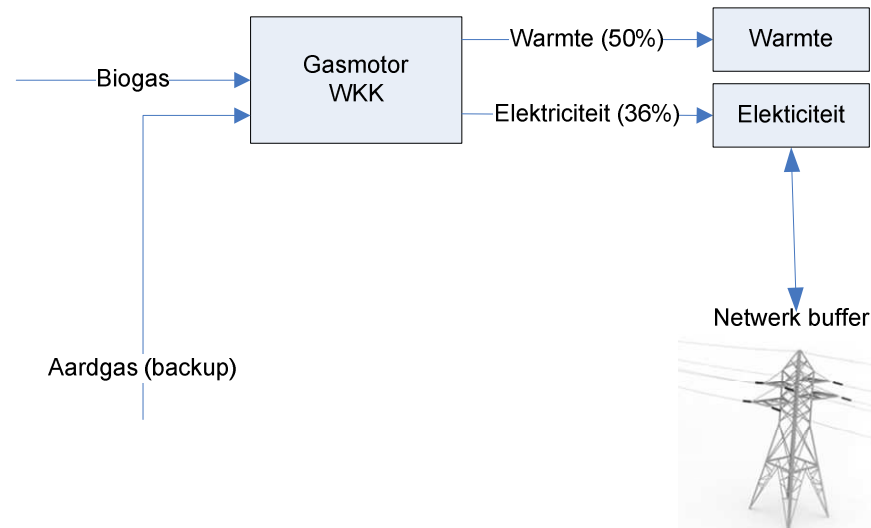 Warmte (50%)
Warmte
Gasmotor
WKK
Biogas
Elektriciteit (36%)
Elekticiteit
Netwerk buffer
Aardgas (backup)